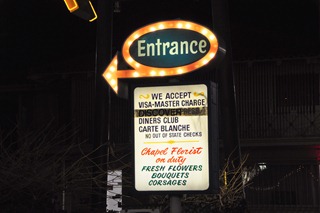 Entrance
WE ACCEPT
VISA-MASTER CHARGE
DISCOVER
DINERS CLUB
CARTE BLANCHE
NO OUT OF STATE CHECKS
Chapel Florist
on duty
FRESH FLOWERS
BOUQUETS
CORSAGES